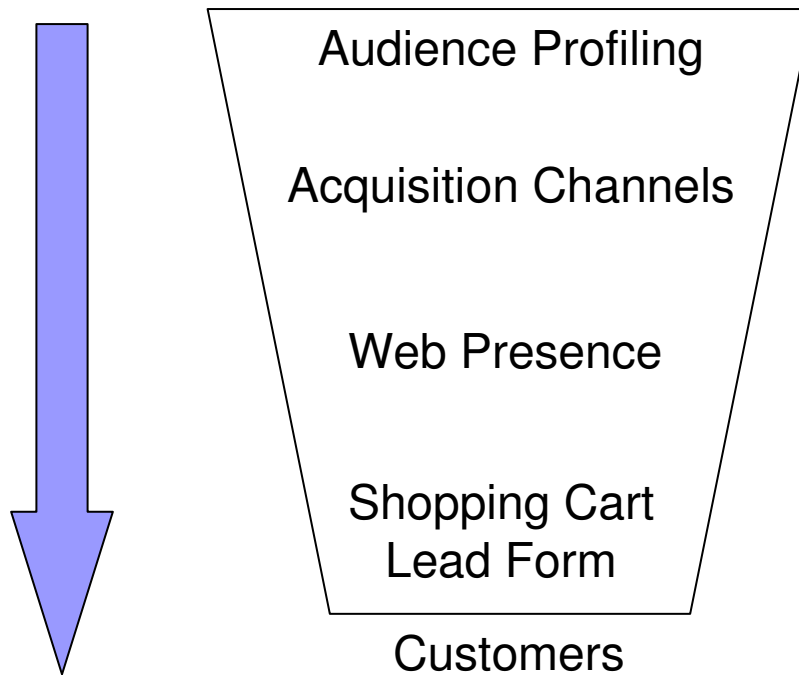 Audience Profiling
Acquisition Channels
Web Presence
Shopping Cart
Lead Form
Customers